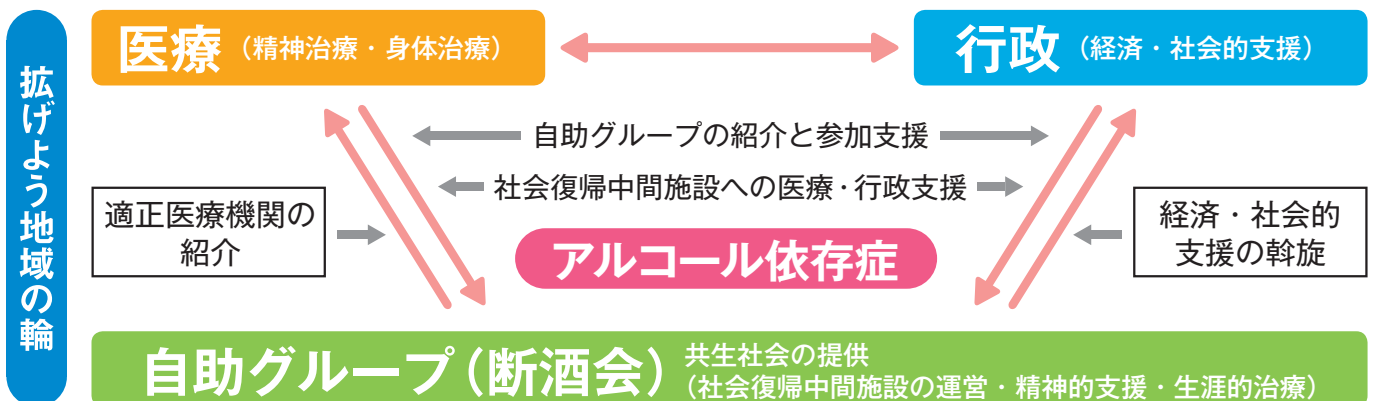 拡げよう地域の輪
医療（精神治療・身体治療）
行政（経済・社会的支援）
自助グループの紹介と参加支援
社会復帰中間施設への医療・行政支援
適正医療機関の
紹介
アルコール依存症
経済・社会的
支援の斡旋
自助グループ（断酒会）
共生社会の提供
（社会復帰中間施設の運営・精神的支援・生涯的治療）